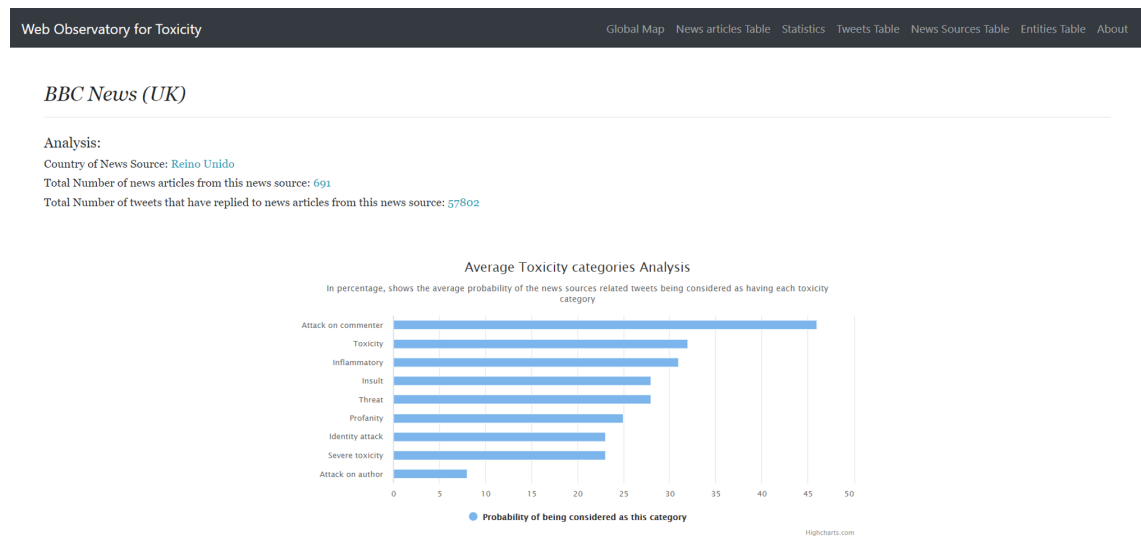 Web Observatory for Toxicity
Global Map News articles Table Statistics Tweets Table News Sources Table Entities Table About
BBC News (UK)
Analysis:
Country of News Source: Reino Unido
Total Number of news articles from this news source: 691
Total Number of tweets that have replied to news articles from this news source: 57802
Average Toxicity categories Analysis
In percentage, shows the average probability of the news sources related tweets being considered as having each toxicity
category
Attack on commenter
Toxicity
Inflammatory
Insult
Threat
Profanity
Identity attack
Severe toxicity
Attack on author
0 5 10 15 20 25 30 35 40 45 50
Probability of being considered as this category
Highcharts.com